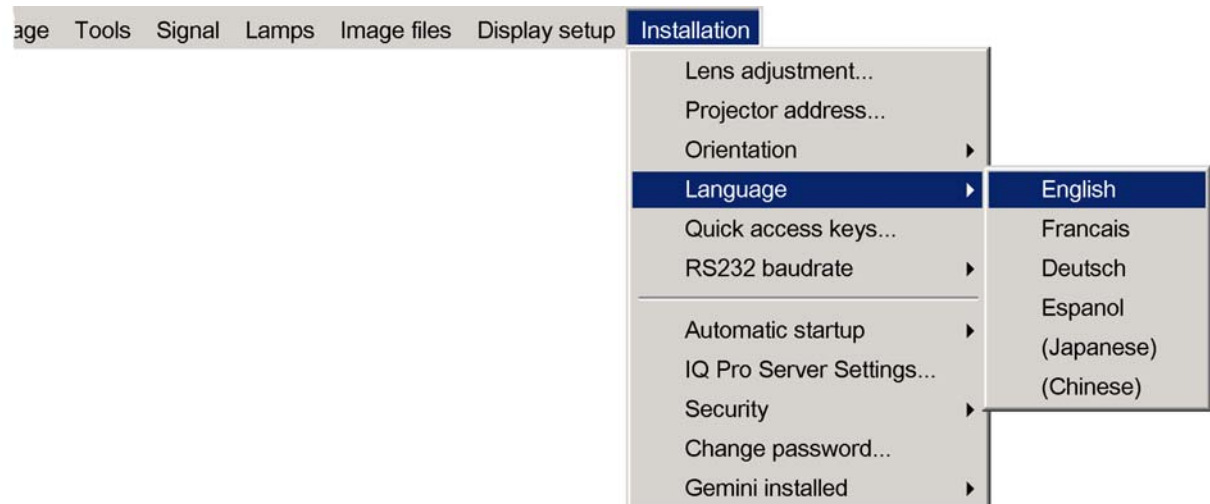 age Tools Signal Lamps Image files Display setup Installation
Lens adjustment...
Projector address...
Orientation
Language
Quick access keys...
RS232 baudrate
Automatic startup
IQ Pro Server Settings...
Security
Change password...
Gemini installed
English
Francais
Deutsch
Espanol
(Japanese)
(Chinese)